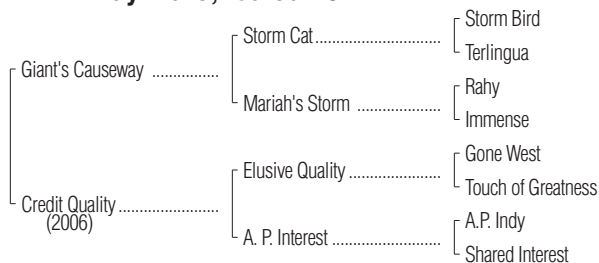 Storm Bird
Storm Cat
Terlingua
Giant's Causeway
Rahy
Mariah's Storm
Immense
Gone West
Elusive Quality
Touch of Greatness
Credit Quality
(2006)
A.P. Indy
A. P. Interest
Shared Interest